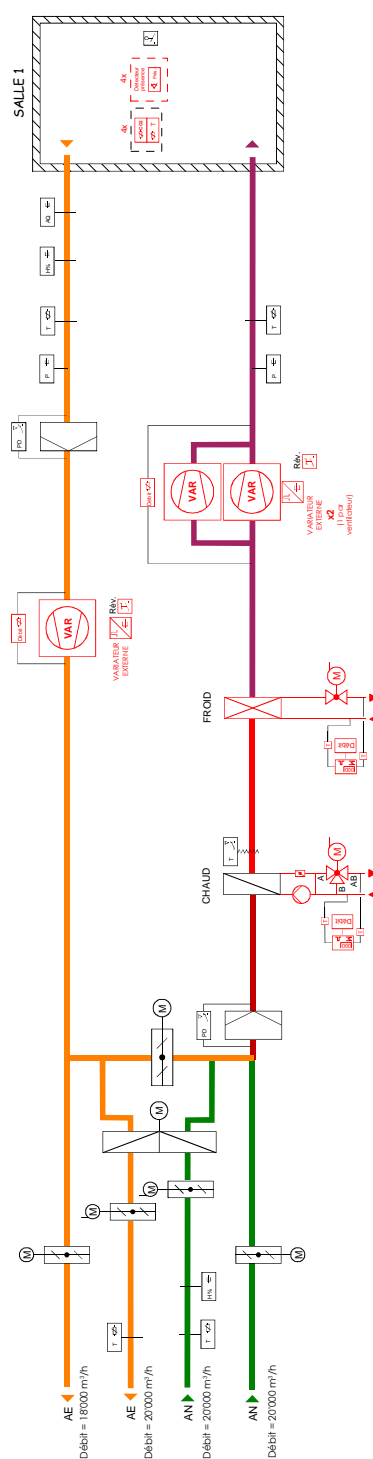 SALLE 1
4x
Détecteur
présence
Prés
4x
T
AQ
H%
T
P
PD
T
P
Débit
VAR
VAR
Rév.
VARIATEUR
EXTERNE
x2
(1 par
ventilateur)
Débit
VAR
Rév.
VARIATEUR
EXTERNE
FROID
M
T
Débit
T
CHAUD
T
M
A
B
AB
T
Débit
T
PD
M
M
M
M
M
M
T
H%
T
AE
Débit = 18'000 m³/h
AE
Débit = 20'000 m³/h
AN
Débit = 20'000 m³/h
AN
Débit = 20'000 m³/h